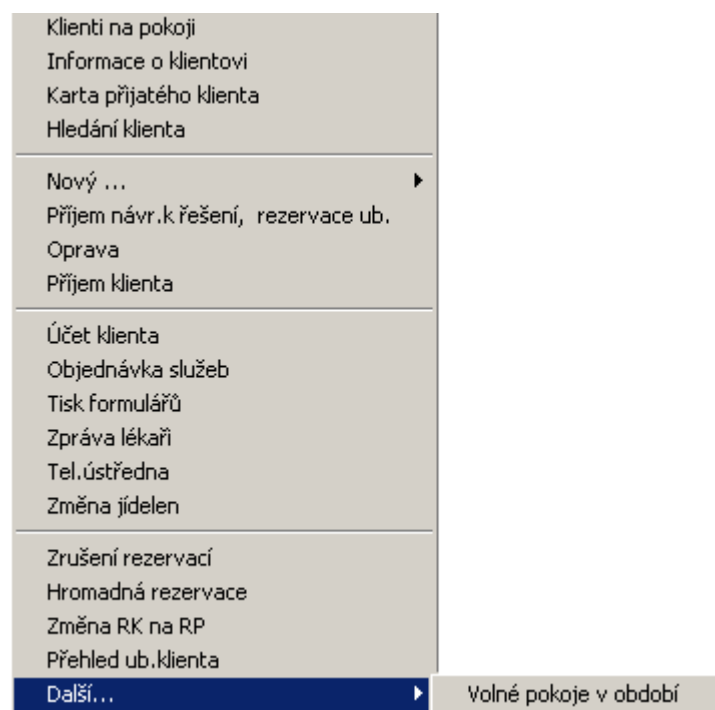 Klienti na pokoji
Informace o klientovi
Karta přijatého klienta
Hledání klienta
Nový ...
Příjem návr.k řešení, rezervace ub.
Oprava
Příjem klienta
Účet klienta
Objednávka služeb
Tisk formulářů
Zpráva lékaři
Tel.ústředna
Změna jídelen
Zrušení rezervací
Hromadná rezervace
Změna RK na RP
Přehled ub.klienta
Další...
Volné pokoje v období